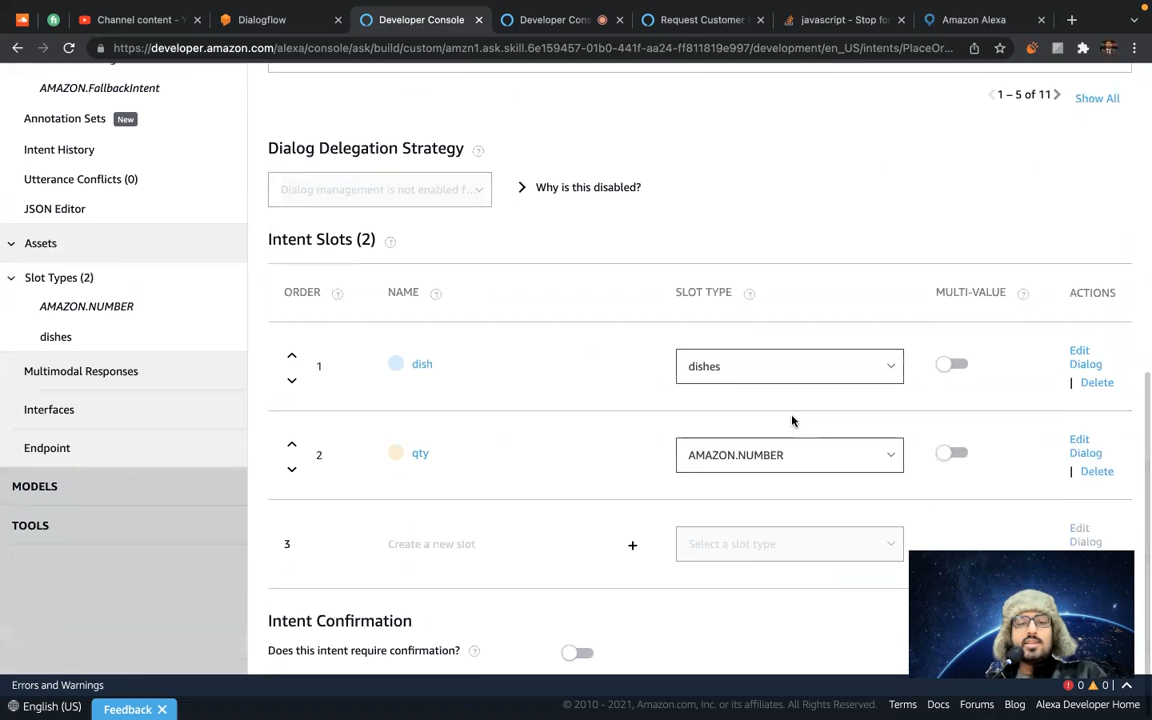 Channel content - Y
Dialogflow
Developer Console
Developer Con
Request Customer
javascript - Stop for
Amazon Alexa
https://developer.amazon.com/alexa/console/ask/build/custom/amzn1.ask.skill.6e159457-01b0-441f-aa24-ff811819e997/development/en_US/intents/PlaceOr...
AMAZON.FallbackIntent
Annotation Sets New
Intent History
Utterance Conflicts (0)
JSON Editor
Assets
Slot Types (2)
AMAZON.NUMBER
dishes
Multimodal Responses
Interfaces
Endpoint
MODELS
TOOLS
1 – 5 of 11
Show All
Dialog Delegation Strategy
Dialog management is not enabled f...
Why is this disabled?
Intent Slots (2)
ORDER NAME SLOT TYPE MULTI-VALUE ACTIONS
1 dish dishes Edit
Dialog
| Delete
2 qty AMAZON.NUMBER Edit
Dialog
| Delete
3 Create a new slot + Select a slot type Edit
Dialog
Intent Confirmation
Does this intent require confirmation?
Errors and Warnings
0 0
English (US)
Feedback
© 2010 - 2021, Amazon.com, Inc. or its affiliates. All Rights Reserved.
Terms Docs Forums Blog Alexa Developer Home